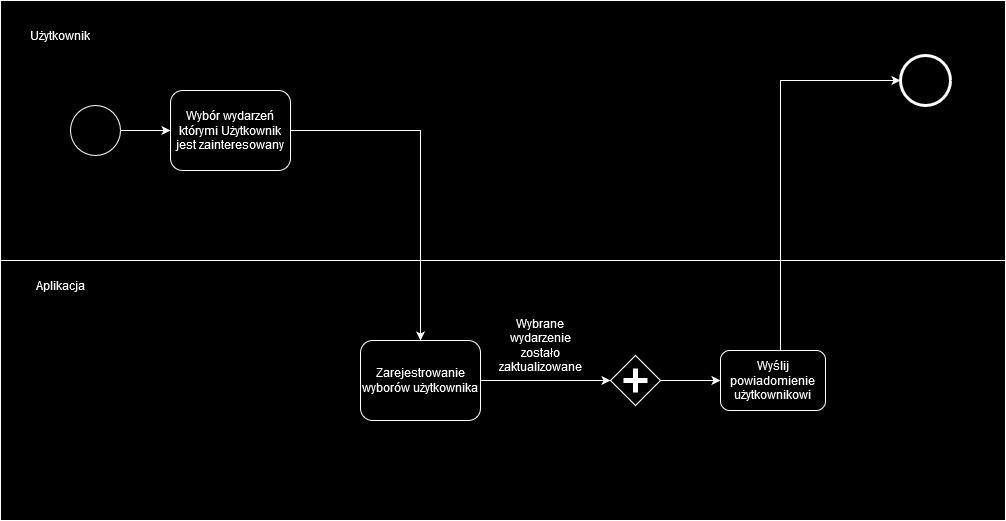 Użytkownik
Wybór wydarzeń
którymi Użytkownik
jest zainteresowany
Aplikacja
Zarejestrowanie
wyborów użytkownika
Wybrane
wydarzenie
zostało
zaktualizowane
Wyślij
powiadomienie
użytkownikowi